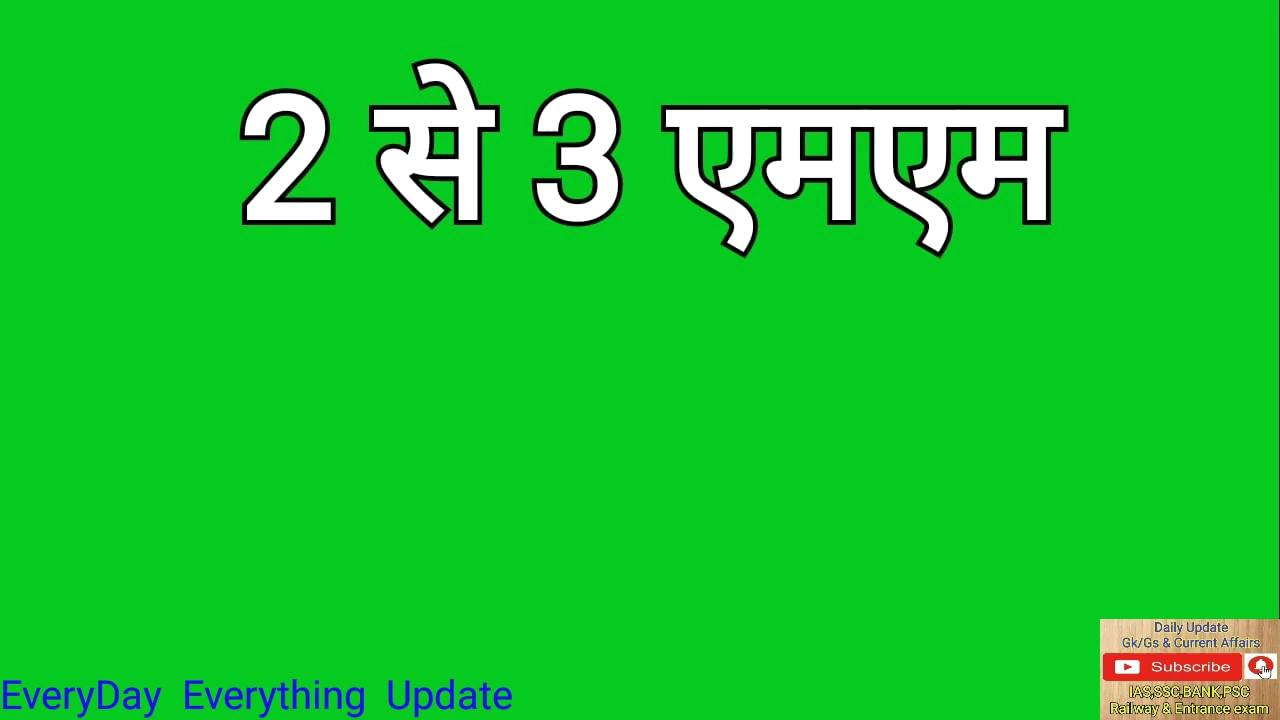 2 से 3 एमएम
Daily Update
Gk/Gs & Current Affairs
Subscribe
IAS,SSC,BANK,PSC
Railway & Entrance exam
EveryDay Everything Update